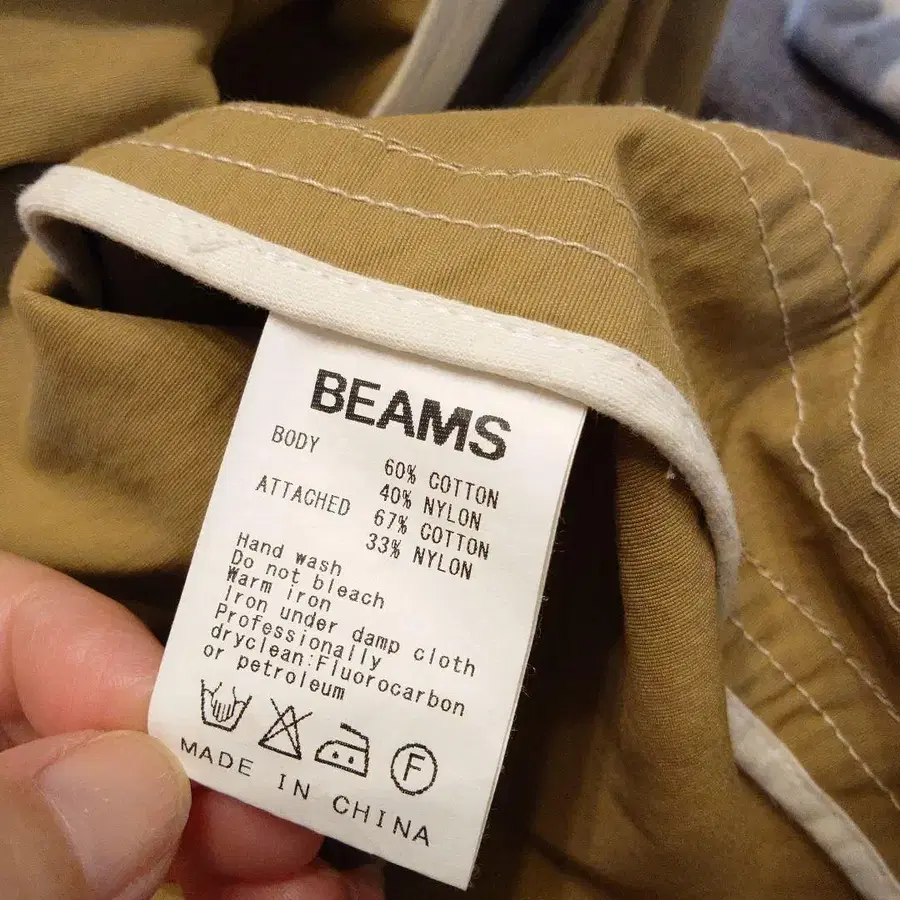 BEAMS
BODY 60% COTTON
40% NYLON
ATTACHED 67% COTTON
33% NYLON
Hand wash
Do not bleach
Warm iron
Iron under damp cloth
Professionally
dryclean:Fluorocarbon
or petroleum
F
MADE IN CHINA